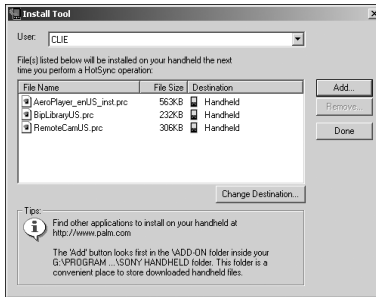 Install Tool
User: CLIE
File(s) listed below will be installed on your handheld the next
time you perform a HotSync operation:
File Name File Size Destination
AeroPlayer_enUS_inst.prc 563KB Handheld
BipLibraryUS.prc 232KB Handheld
RemoteCamUS.prc 306KB Handheld
Add...
Remove...
Done
Change Destination...
Tips:
Find other applications to install on your handheld at
http://www.palm.com
The 'Add' button looks first in the \ADD-ON folder inside your
G:\PROGRAM ...\SONY HANDHELD folder. This folder is a
convenient place to store downloaded handheld files.